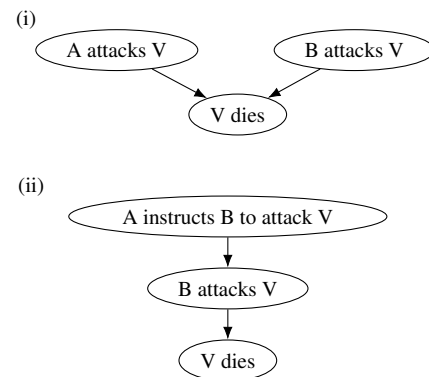 (i)
A attacks V
B attacks V
V dies
(ii)
A instructs B to attack V
B attacks V
V dies